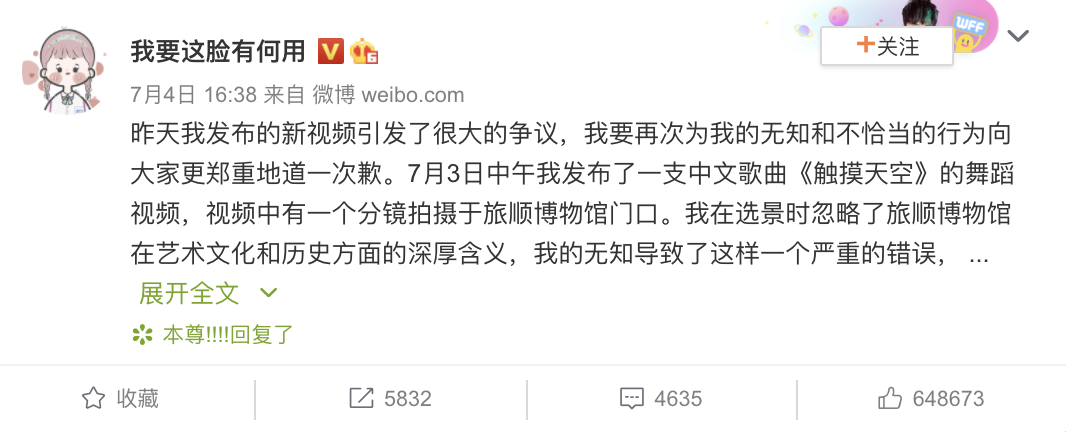 我要这脸有何用
V
6
WFF
+关注
7月4日 16:38 来自 微博 weibo.com
昨天我发布的新视频引发了很大的争议，我要再次为我的无知和不恰当的行为向
大家更郑重地道一次歉。7月3日中午我发布了一支中文歌曲《触摸天空》的舞蹈
视频，视频中有一个分镜拍摄于旅顺博物馆门口。我在选景时忽略了旅顺博物馆
在艺术文化和历史方面的深厚含义，我的无知导致了这样一个严重的错误， ...
展开全文
本尊!!!!回复了
收藏
5832
4635
648673